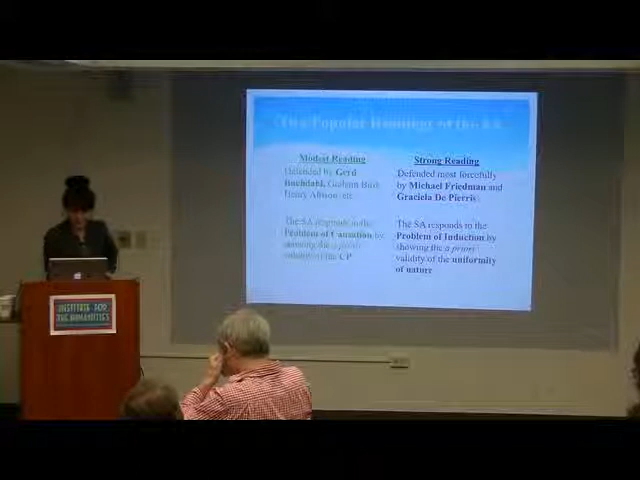 Two Popular Readings of the SA
Modest Reading
Defended by Gerd
Buchdahl, Graham Bird,
Henry Allison, etc.
The SA responds to the
Problem of Causation by
showing the a priori
validity of the CP
Strong Reading
Defended most forcefully
by Michael Friedman and
Graciela De Pierris
The SA responds to the
Problem of Induction by
showing the a priori
validity of the uniformity
of nature
INSTITUTE FOR
THE HUMANITIES